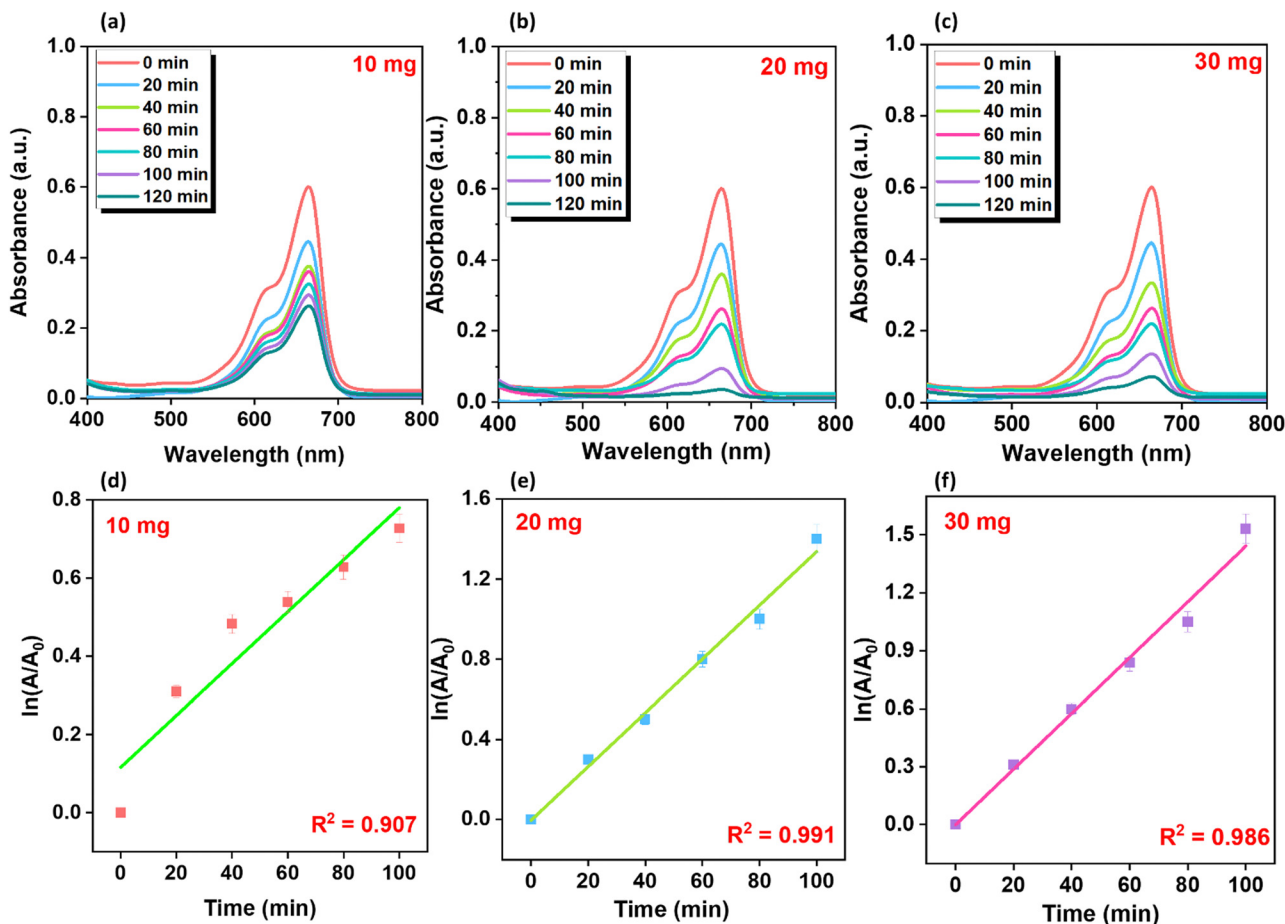 (a)
(b)
(c)
1.0
0.8
0.6
0.4
0.2
0.0
Absorbance (a.u.)
0 min
20 min
40 min
60 min
80 min
100 min
120 min
10 mg
400
500
600
700
800
Wavelength (nm)
1.0
0.8
0.6
0.4
0.2
0.0
Absorbance (a.u.)
0 min
20 min
40 min
60 min
80 min
100 min
120 min
20 mg
400
500
600
700
800
Wavelength (nm)
1.0
0.8
0.6
0.4
0.2
0.0
Absorbance (a.u.)
0 min
20 min
40 min
60 min
80 min
100 min
120 min
30 mg
400
500
600
700
800
Wavelength (nm)
(d)
(e)
(f)
0.8
0.6
0.4
0.2
0.0
ln(A/A₀)
10 mg
R² = 0.907
0
20
40
60
80
100
Time (min)
1.6
1.2
0.8
0.4
0.0
ln(A/A₀)
20 mg
R² = 0.991
0
20
40
60
80
100
Time (min)
1.5
1.2
0.9
0.6
0.3
0.0
ln(A/A₀)
30 mg
R² = 0.986
0
20
40
60
80
100
Time (min)